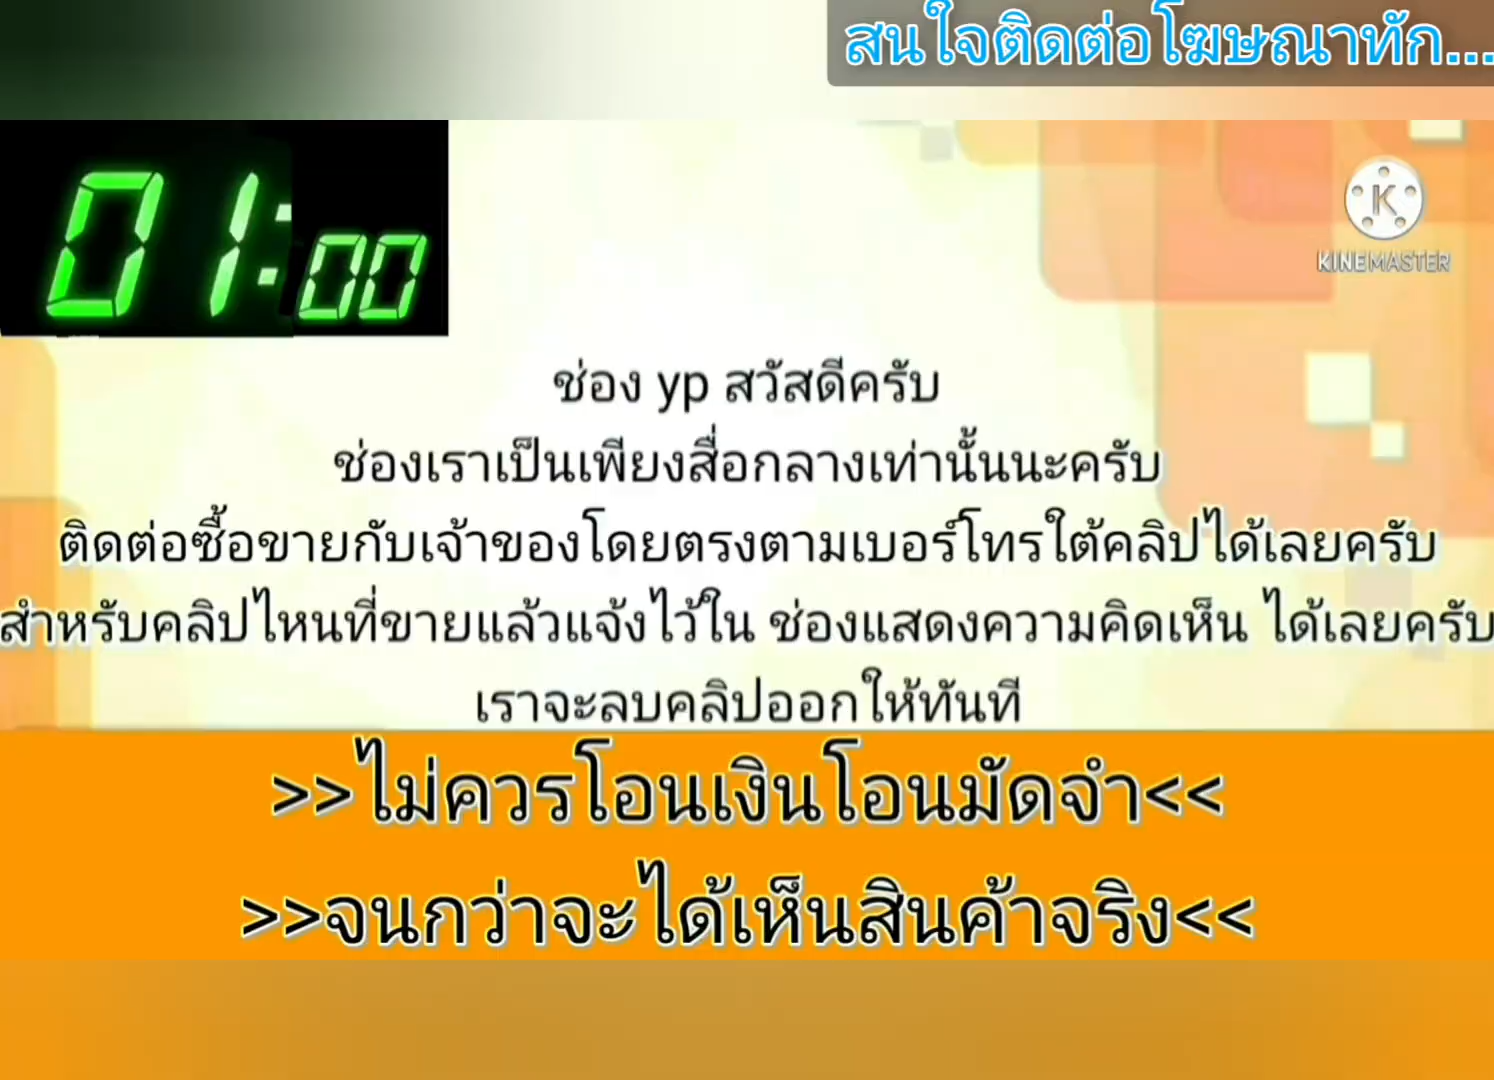 สนใจติดต่อโฆษณาทัก...
01:00
KINEMASTER
ช่อง yp สวัสดีครับ
ช่องเราเป็นเพียงสื่อกลางเท่านั้นนะครับ
ติดต่อซื้อขายกับเจ้าของโดยตรงตามเบอร์โทรใต้คลิปได้เลยครับ
สำหรับคลิปไหนที่ขายแล้วแจ้งไว้ใน ช่องแสดงความคิดเห็น ได้เลยครับ
เราจะลบคลิปออกให้ทันที
>>ไม่ควรโอนเงินโอนมัดจำ<<
>>จนกว่าจะได้เห็นสินค้าจริง<<